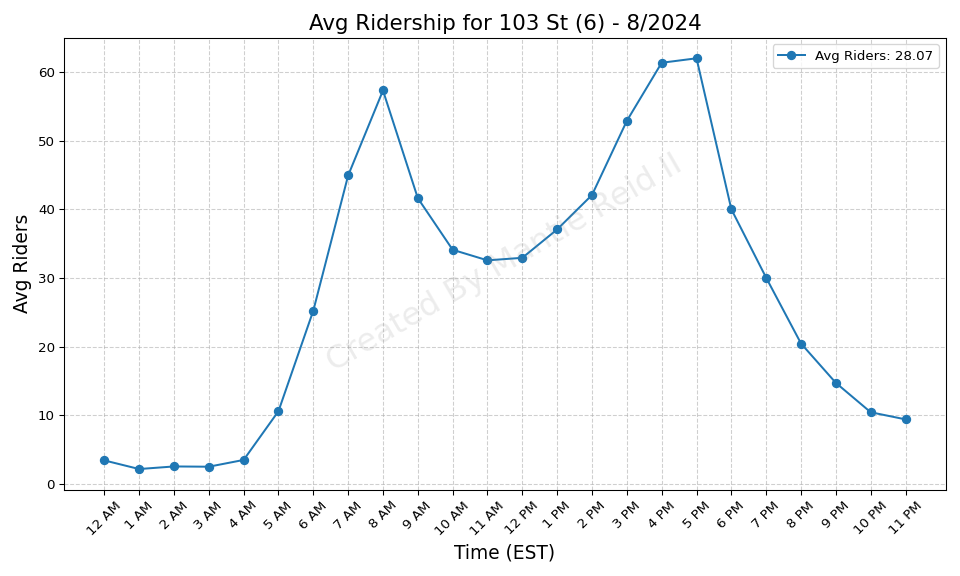 Avg Ridership for 103 St (6) - 8/2024
Avg Riders: 28.07
60
50
40
30
20
10
0
Avg Riders
Created By Mantie Reid II
12 AM
1 AM
2 AM
3 AM
4 AM
5 AM
6 AM
7 AM
8 AM
9 AM
10 AM
11 AM
12 PM
1 PM
2 PM
3 PM
4 PM
5 PM
6 PM
7 PM
8 PM
9 PM
10 PM
11 PM
Time (EST)